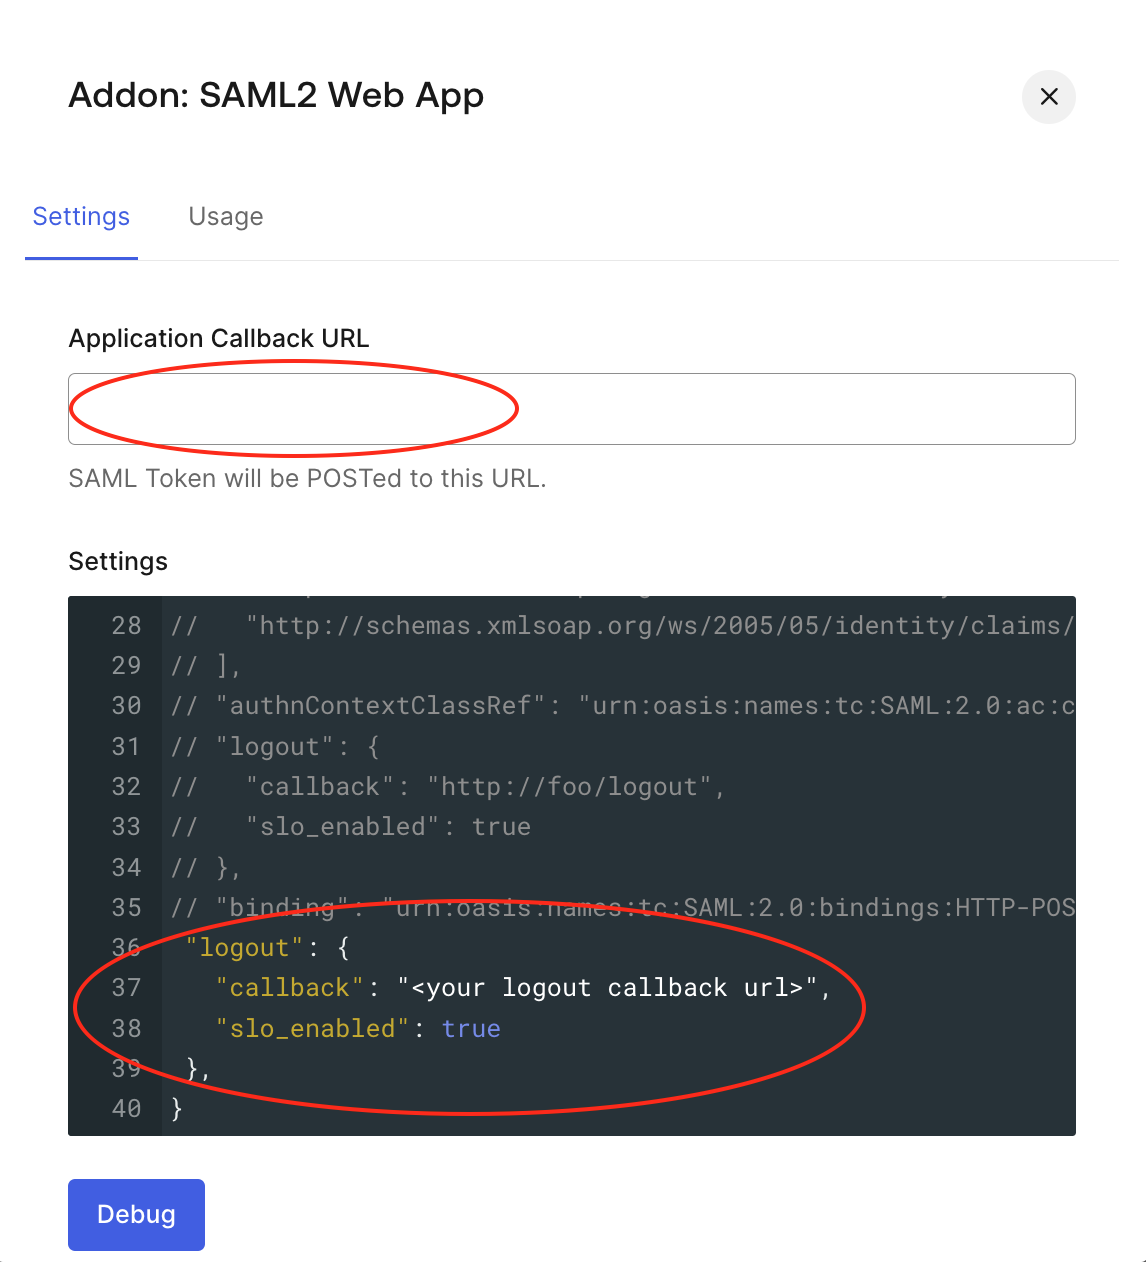 Addon: SAML2 Web App
Settings Usage
Application Callback URL
SAML Token will be POSTed to this URL.
Settings
28 //   "http://schemas.xmlsoap.org/ws/2005/05/identity/claims/
29 // ],
30 // "authnContextClassRef": "urn:oasis:names:tc:SAML:2.0:ac:c
31 // "logout": {
32 //   "callback": "http://foo/logout",
33 //   "slo_enabled": true
34 // },
35 // "binding": "urn:oasis:names:tc:SAML:2.0:bindings:HTTP-POS
36  "logout": {
37    "callback": "<your logout callback url>",
38    "slo_enabled": true
39  },
40 }
Debug